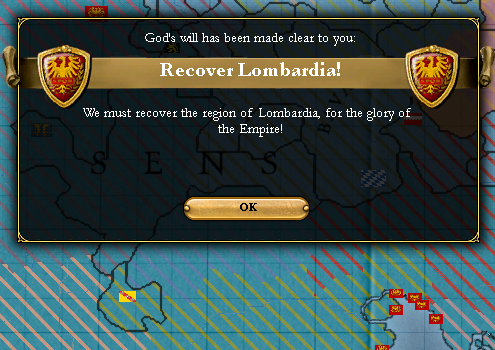 God's will has been made clear to you:
Recover Lombardia!
We must recover the region of Lombardia, for the glory of
the Empire!
S E N S I
OK